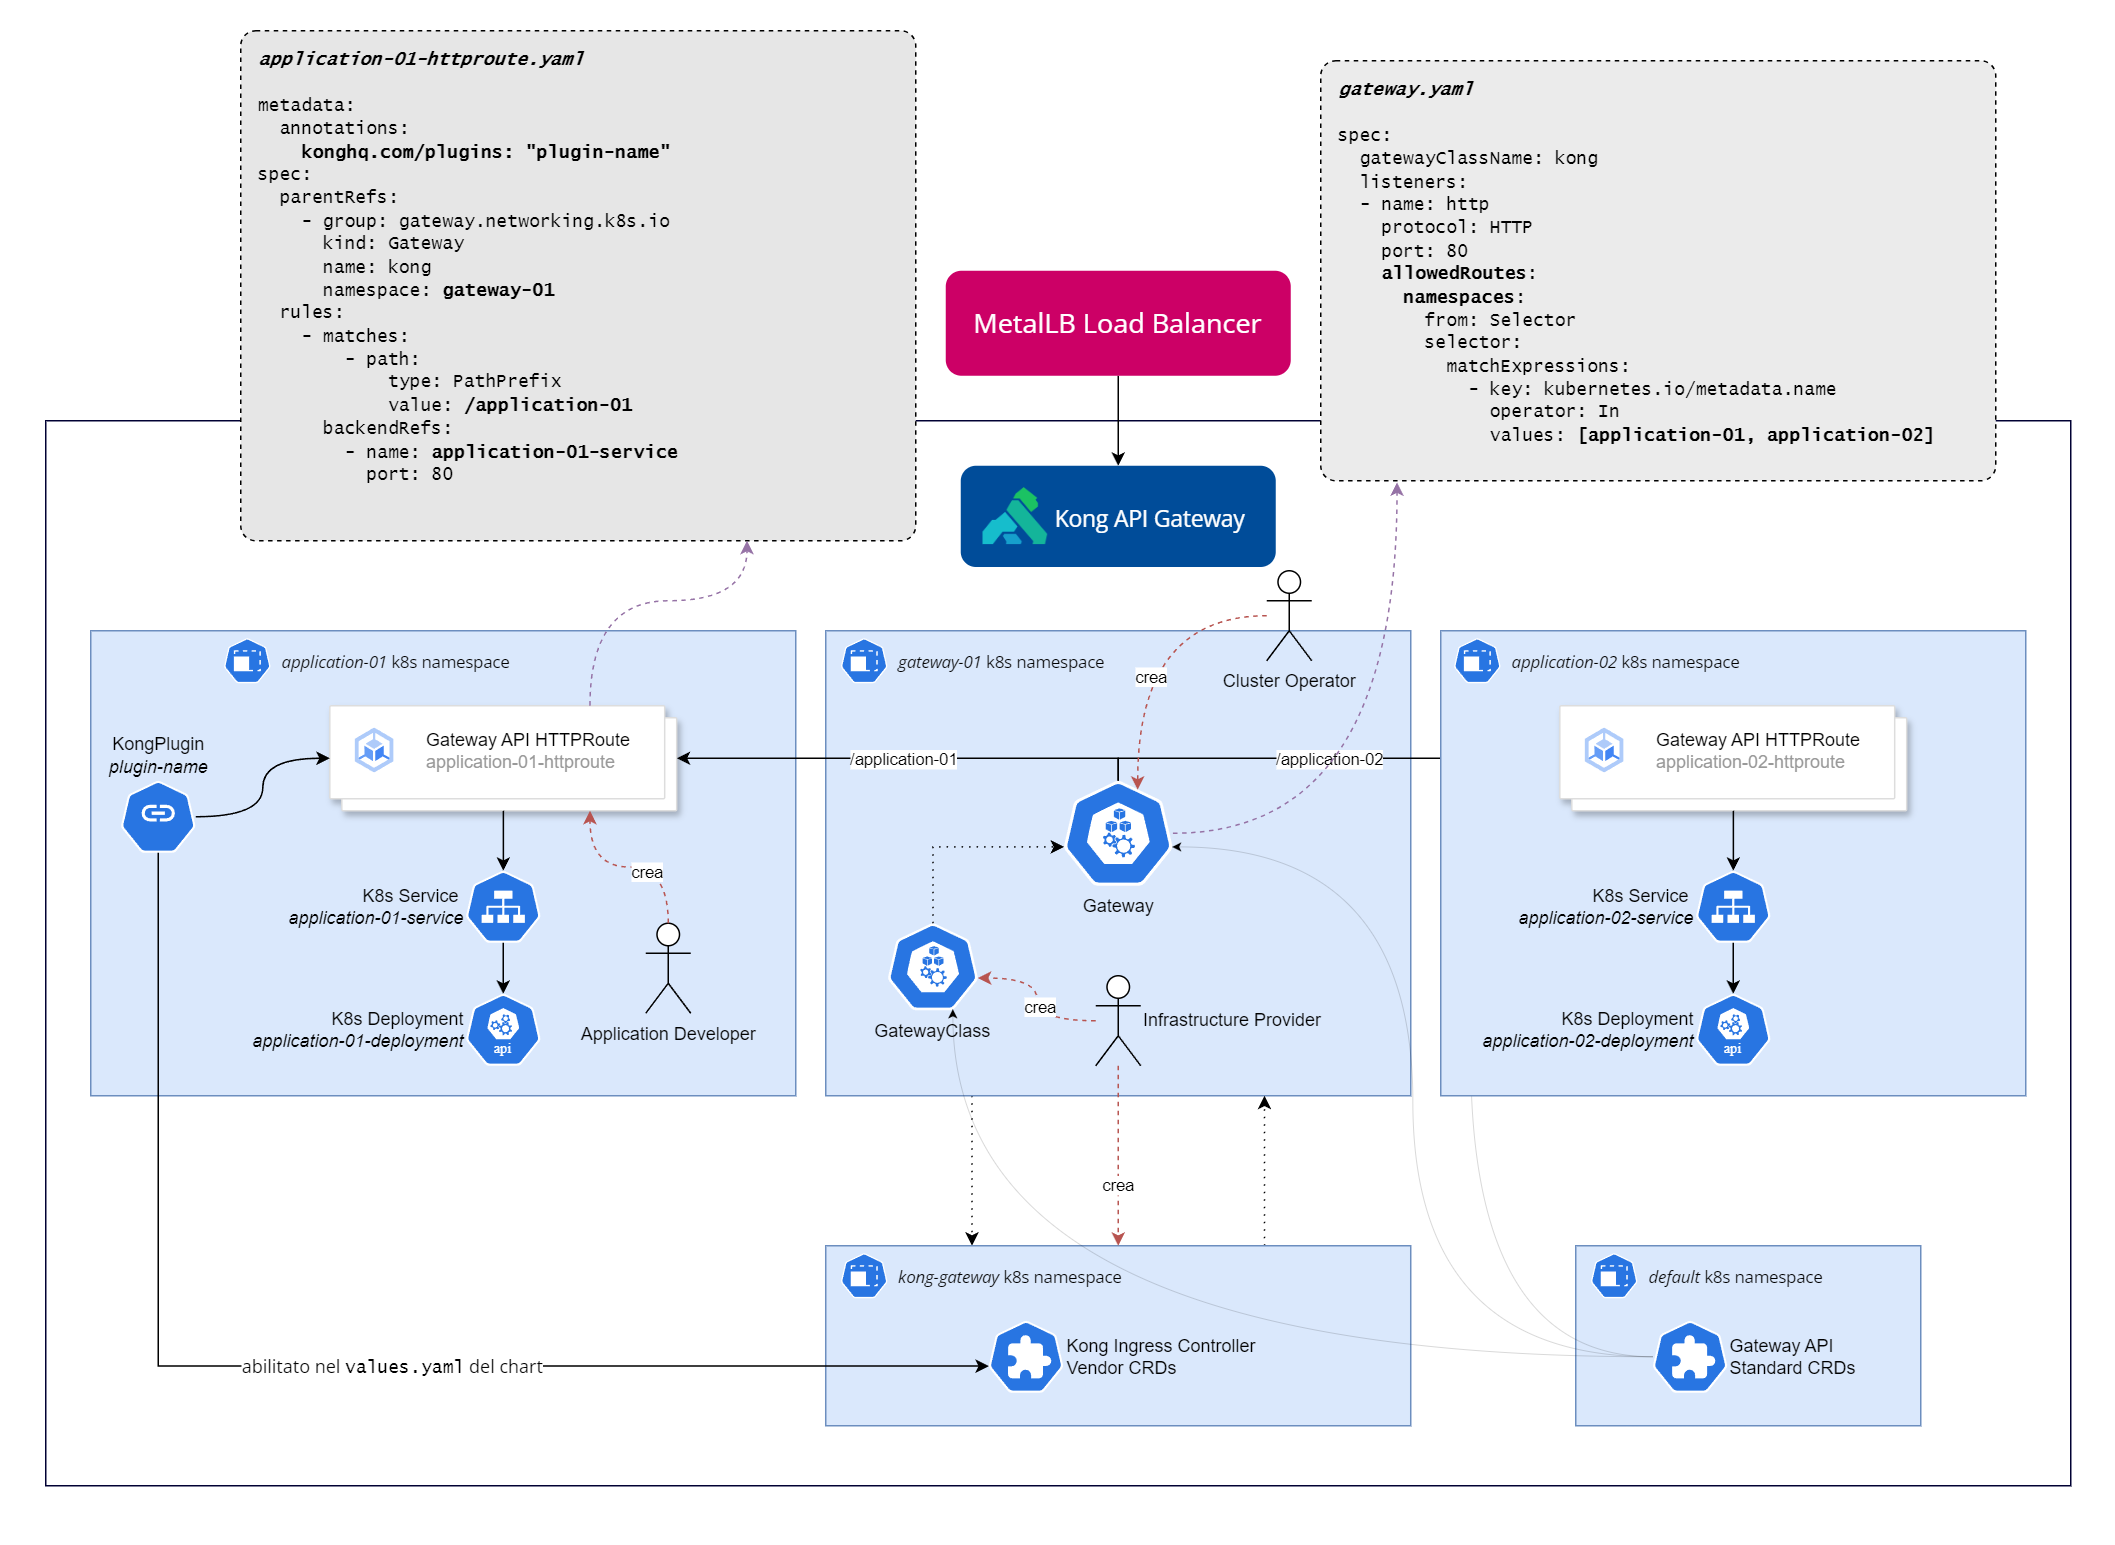 application-01-httproute.yaml
metadata:
  annotations:
    konghq.com/plugins: "plugin-name"
spec:
  parentRefs:
    - group: gateway.networking.k8s.io
      kind: Gateway
      name: kong
      namespace: gateway-01
  rules:
    - matches:
        - path:
            type: PathPrefix
            value: /application-01
      backendRefs:
        - name: application-01-service
          port: 80
gateway.yaml
spec:
  gatewayClassName: kong
  listeners:
  - name: http
    protocol: HTTP
    port: 80
    allowedRoutes:
      namespaces:
        from: Selector
        selector:
          matchExpressions:
            - key: kubernetes.io/metadata.name
              operator: In
              values: [application-01, application-02]
MetalLB Load Balancer
Kong API Gateway
application-01 k8s namespace
KongPlugin
plugin-name
Gateway API HTTPRoute
application-01-httproute
K8s Service
application-01-service
K8s Deployment
application-01-deployment
api
crea
Application Developer
gateway-01 k8s namespace
crea
Cluster Operator
/application-01
/application-02
Gateway
GatewayClass
crea
Infrastructure Provider
application-02 k8s namespace
Gateway API HTTPRoute
application-02-httproute
K8s Service
application-02-service
K8s Deployment
application-02-deployment
api
crea
kong-gateway k8s namespace
Kong Ingress Controller
Vendor CRDs
default k8s namespace
Gateway API
Standard CRDs
abilitato nel values.yaml del chart